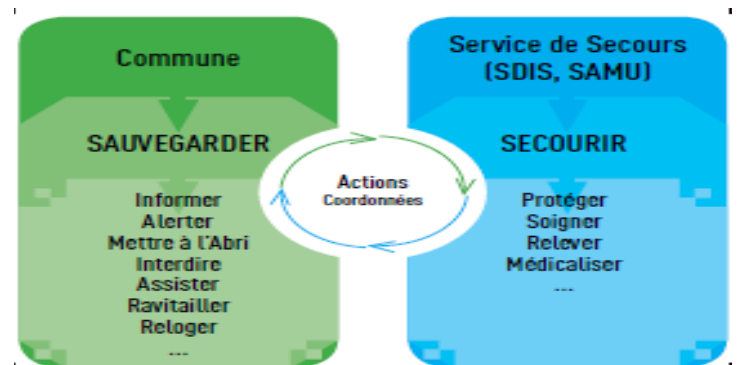 Commune
SAUVEGARDER
Informer
Alerter
Mettre à l'Abri
Interdire
Assister
Ravitailler
Reloger
...
Actions
Coordonnées
Service de Secours
(SDIS, SAMU)
SECOURIR
Protéger
Soigner
Relever
Médicaliser
...